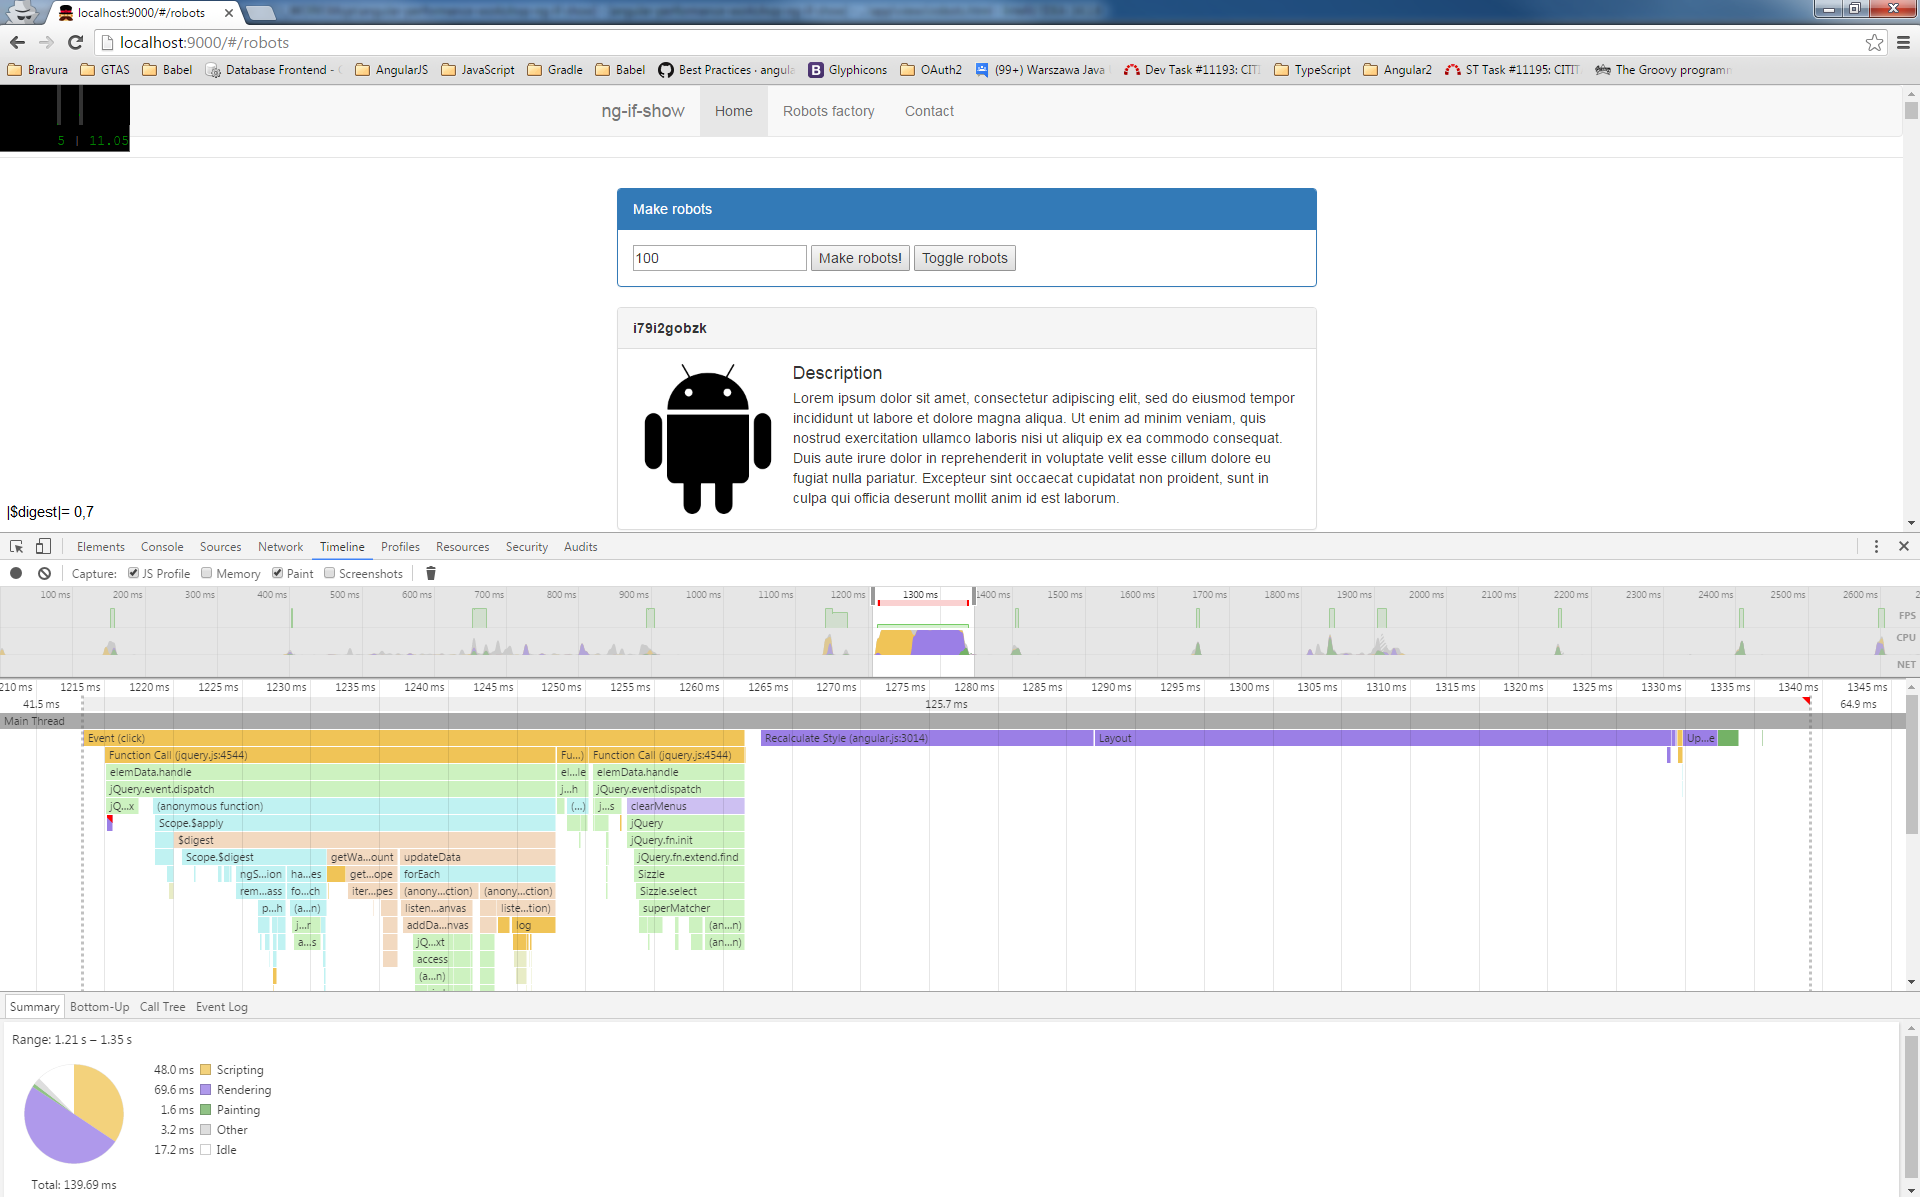 localhost:9000/#/robots
localhost:9000/#/robots
Bravura GTAS Babel Database Frontend - AngularJS JavaScript Gradle Babel Best Practices · angula Glyphicons OAuth2 (99+) Warszawa Java Dev Task #11193: CITI TypeScript Angular2 ST Task #11195: CITIT The Groovy programm
ng-if-show Home Robots factory Contact
5 | 11.05
Make robots
100 Make robots! Toggle robots
i79i2gobzk
Description
Lorem ipsum dolor sit amet, consectetur adipiscing elit, sed do eiusmod tempor
incididunt ut labore et dolore magna aliqua. Ut enim ad minim veniam, quis
nostrud exercitation ullamco laboris nisi ut aliquip ex ea commodo consequat.
Duis aute irure dolor in reprehenderit in voluptate velit esse cillum dolore eu
fugiat nulla pariatur. Excepteur sint occaecat cupidatat non proident, sunt in
culpa qui officia deserunt mollit anim id est laborum.
|$digest|= 0,7
Elements Console Sources Network Timeline Profiles Resources Security Audits
Capture: JS Profile Memory Paint Screenshots
100 ms 200 ms 300 ms 400 ms 500 ms 600 ms 700 ms 800 ms 900 ms 1000 ms 1100 ms 1200 ms 1300 ms 1400 ms 1500 ms 1600 ms 1700 ms 1800 ms 1900 ms 2000 ms 2100 ms 2200 ms 2300 ms 2400 ms 2500 ms 2600 ms 2
FPS
CPU
NET
210 ms 1215 ms 1220 ms 1225 ms 1230 ms 1235 ms 1240 ms 1245 ms 1250 ms 1255 ms 1260 ms 1265 ms 1270 ms 1275 ms 1280 ms 1285 ms 1290 ms 1295 ms 1300 ms 1305 ms 1310 ms 1315 ms 1320 ms 1325 ms 1330 ms 1335 ms 1340 ms 1345 ms
41.5 ms 125.7 ms 64.9 ms
Main Thread
Event (click) Recalculate Style (angular.js:3014) Layout Up...e
Function Call (jquery.js:4544) Fu...) Function Call (jquery.js:4544)
elemData.handle el...le elemData.handle
jQuery.event.dispatch j...h jQuery.event.dispatch
jQ...x (anonymous function) (...) j...s clearMenus
Scope.$apply jQuery
$digest jQuery.fn.init
Scope.$digest getWa...ount updateData jQuery.fn.extend.find
ngS...ion ha...es get...ope forEach Sizzle
rem...ass fo...ch iter...pes (anony...ction) (anony...ction) Sizzle.select
p...h (a...n) listen...anvas liste...tion) superMatcher
j...r addDa...nvas log (an...n)
a...s jQ...xt (an...n)
access
(a...n)
Summary Bottom-Up Call Tree Event Log
Range: 1.21 s – 1.35 s
48.0 ms Scripting
69.6 ms Rendering
1.6 ms Painting
3.2 ms Other
17.2 ms Idle
Total: 139.69 ms